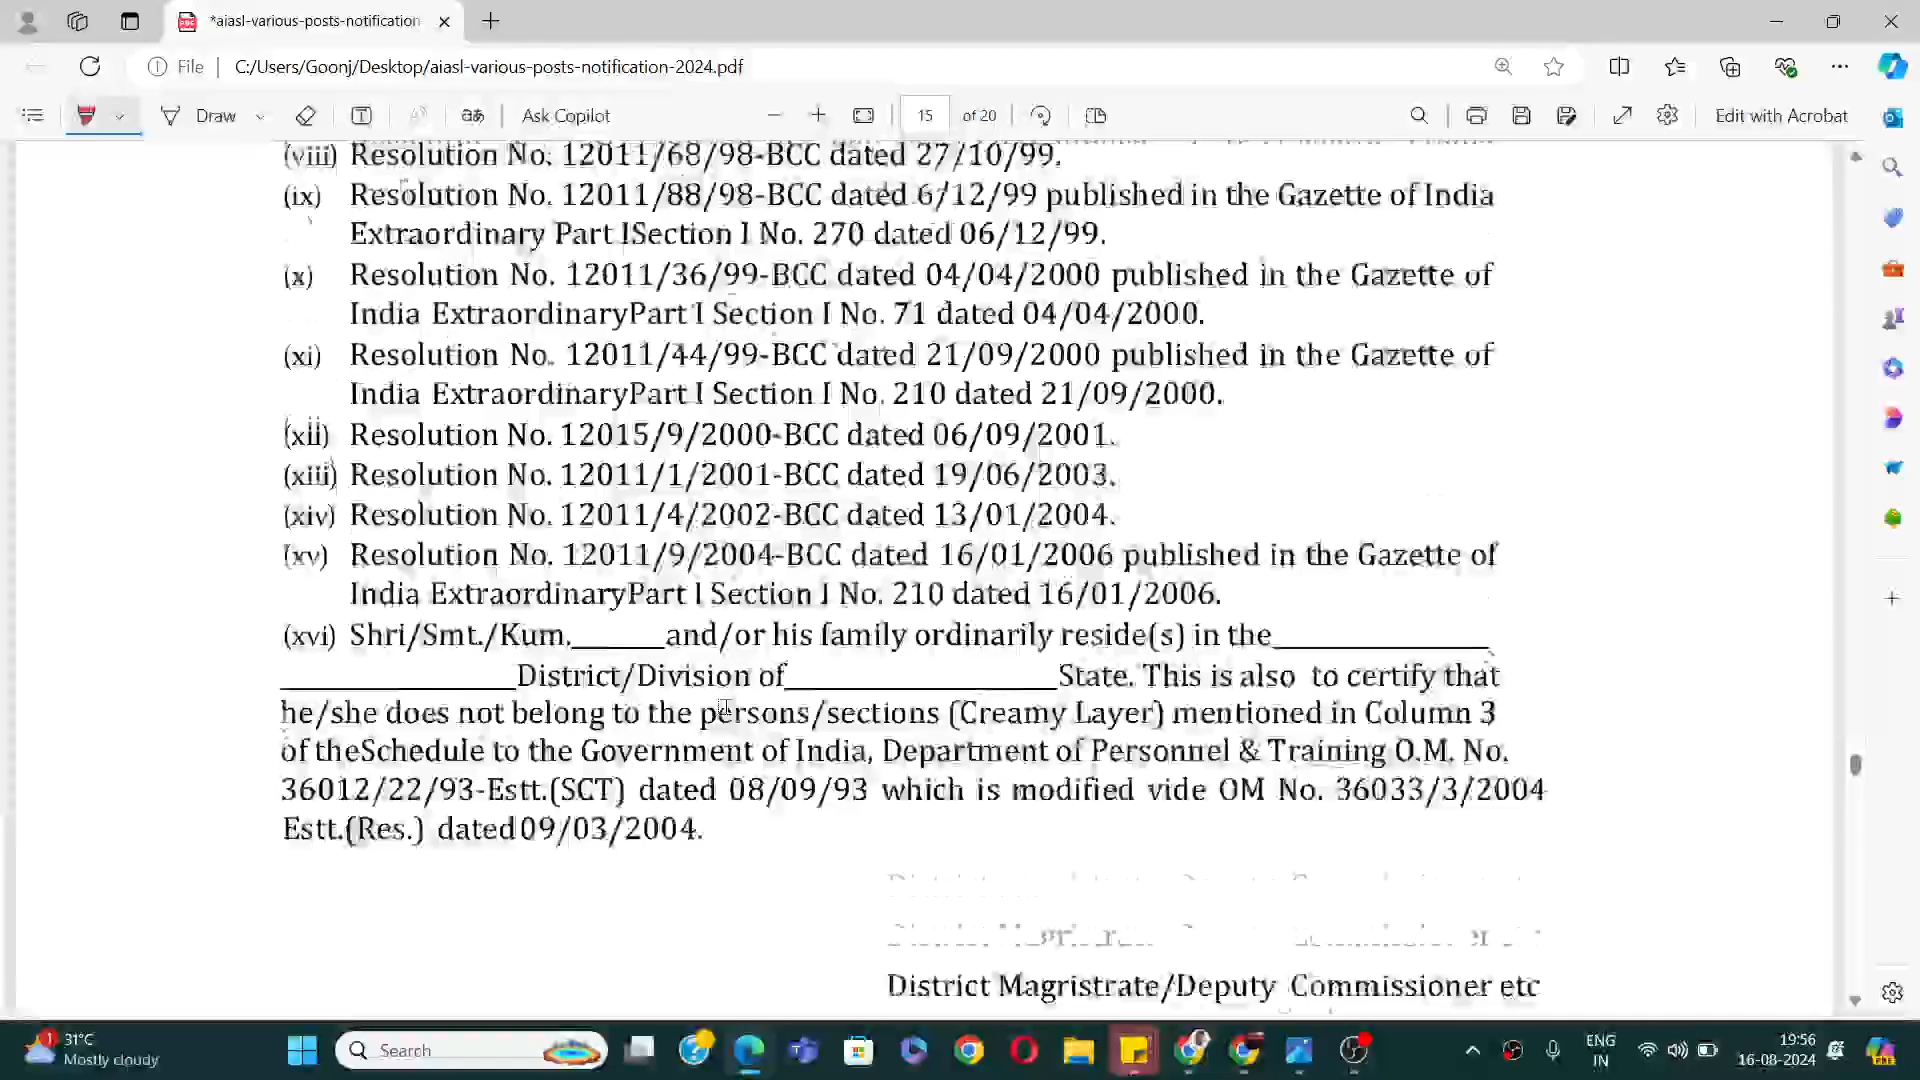 *aiasl-various-posts-notification
File
C:/Users/Goonj/Desktop/aiasl-various-posts-notification-2024.pdf
Draw
Ask Copilot
15 of 20
Edit with Acrobat
(viii) Resolution No. 12011/68/98-BCC dated 27/10/99.
(ix) Resolution No. 12011/88/98-BCC dated 6/12/99 published in the Gazette of India
Extraordinary Part ISection I No. 270 dated 06/12/99.
(x) Resolution No. 12011/36/99-BCC dated 04/04/2000 published in the Gazette of
India ExtraordinaryPart I Section I No. 71 dated 04/04/2000.
(xi) Resolution No. 12011/44/99-BCC dated 21/09/2000 published in the Gazette of
India ExtraordinaryPart I Section I No. 210 dated 21/09/2000.
(xii) Resolution No. 12015/9/2000-BCC dated 06/09/2001.
(xiii) Resolution No. 12011/1/2001-BCC dated 19/06/2003.
(xiv) Resolution No. 12011/4/2002-BCC dated 13/01/2004.
(xv) Resolution No. 12011/9/2004-BCC dated 16/01/2006 published in the Gazette of
India ExtraordinaryPart I Section I No. 210 dated 16/01/2006.
(xvi) Shri/Smt./Kum.______and/or his family ordinarily reside(s) in the______________
_______________District/Division of_________________State. This is also to certify that
he/she does not belong to the persons/sections (Creamy Layer) mentioned in Column 3
of theSchedule to the Government of India, Department of Personnel & Training O.M. No.
36012/22/93-Estt.(SCT) dated 08/09/93 which is modified vide OM No. 36033/3/2004
Estt.(Res.) dated09/03/2004.
District Magristrate/Deputy Commissioner etc
31°C
Mostly cloudy
Search
ENG
IN
19:56
16-08-2024